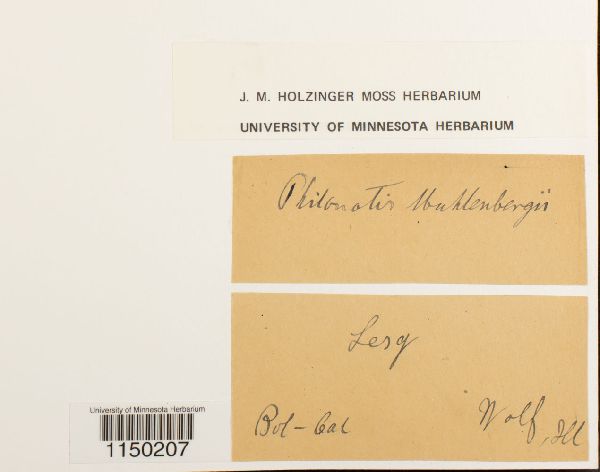 J. M. HOLZINGER MOSS HERBARIUM
UNIVERSITY OF MINNESOTA HERBARIUM
Philonotis Muhlenbergii
Lesq
Bol - Cal
Wolf, Ill
University of Minnesota Herbarium
1150207